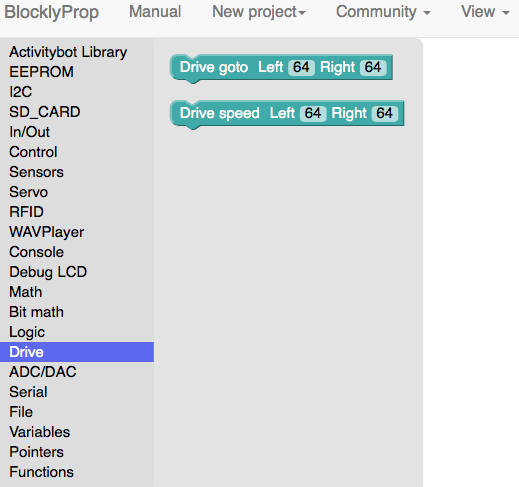 BlocklyProp Manual New project Community View
Activitybot Library
EEPROM
I2C
SD_CARD
In/Out
Control
Sensors
Servo
RFID
WAVPlayer
Console
Debug LCD
Math
Bit math
Logic
Drive
ADC/DAC
Serial
File
Variables
Pointers
Functions
Drive goto Left 64 Right 64
Drive speed Left 64 Right 64